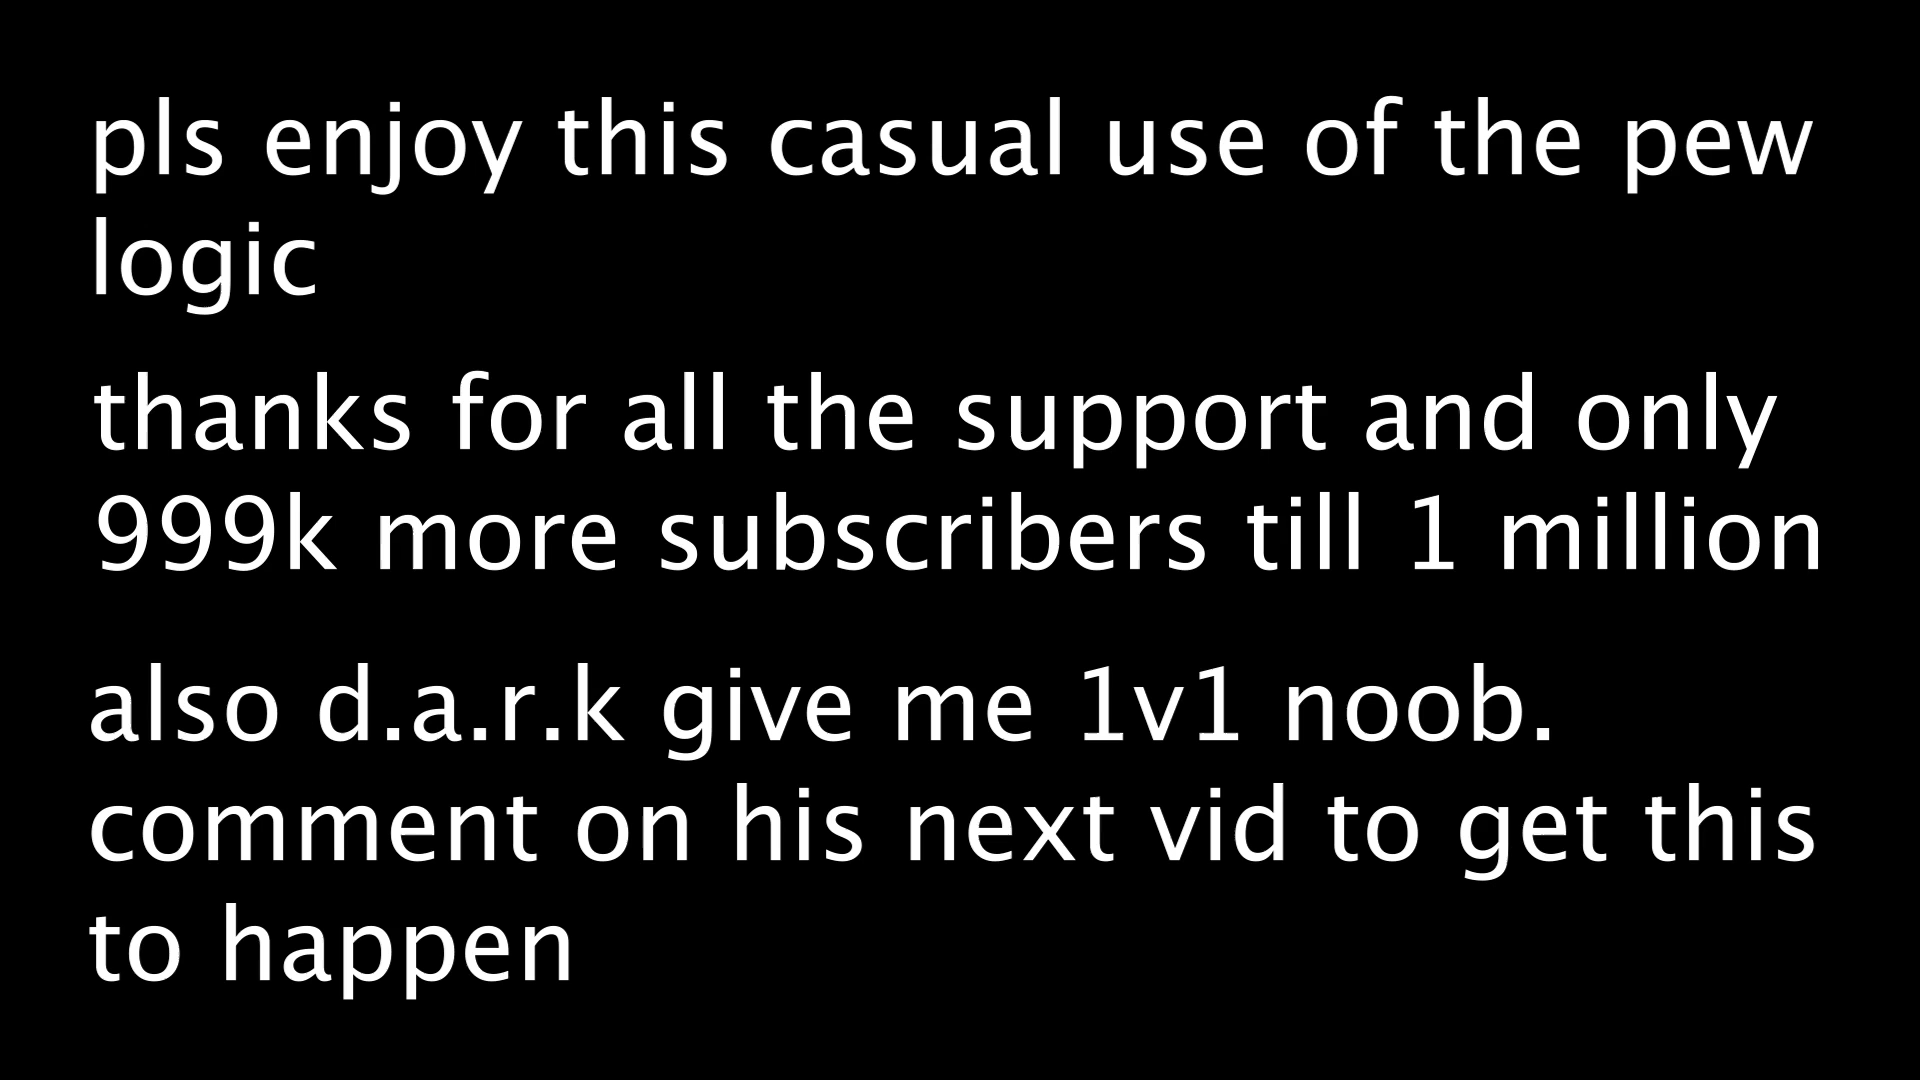 pls enjoy this casual use of the pew
logic
thanks for all the support and only
999k more subscribers till 1 million
also d.a.r.k give me 1v1 noob.
comment on his next vid to get this
to happen